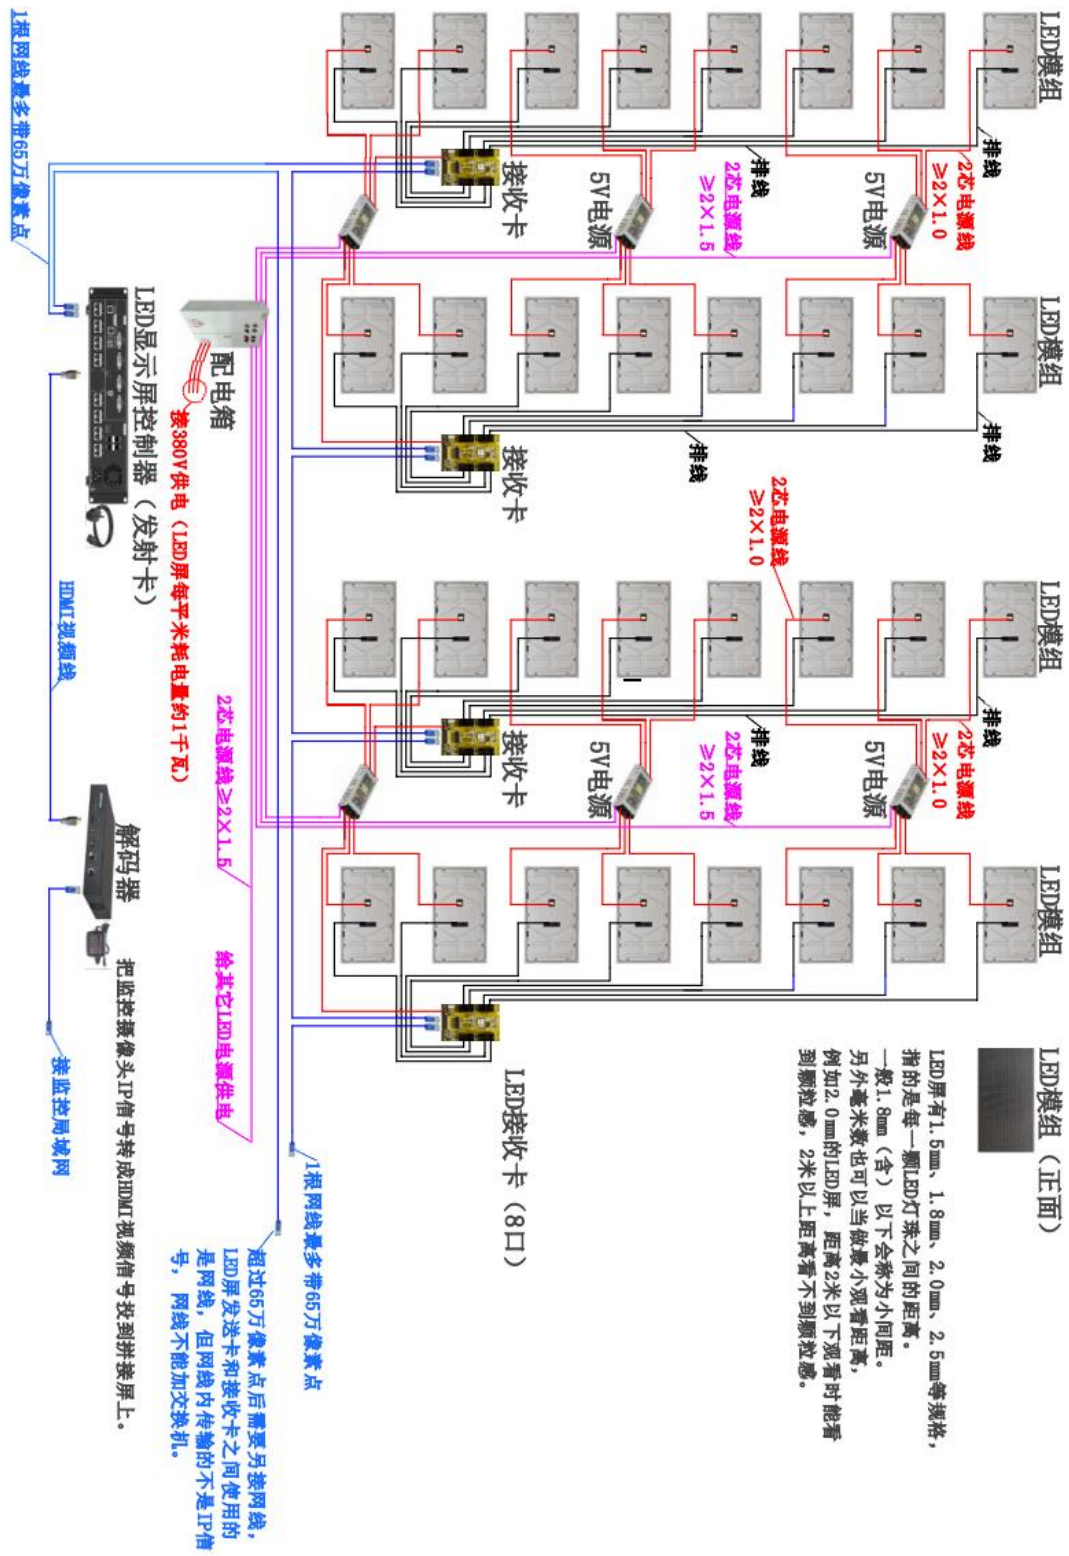 LED模组
LED模组
LED模组
LED模组
LED模组（正面）
排线
排线
排线
2芯电源线
≥2×1.0
2芯电源线
≥2×1.0
LED屏有1.5mm、1.8mm、2.0mm、2.5mm等规格，
指的是每一颗LED灯珠之间的距离。
一般1.8mm（含）以下会称为小间距。
另外毫米数也可以当做最小观看距离，
例如2.0mm的LED屏，距离2米以下观看时能看
到颗粒感，2米以上距离看不到颗粒感。
5V电源
5V电源
2芯电源线
≥2×1.0
排线
排线
排线
2芯电源线
≥2×1.5
2芯电源线
≥2×1.5
5V电源
5V电源
接收卡
接收卡
接收卡
LED接收卡（8口）
1根网线最多带65万像素点
超过65万像素点后需要另接网线，
LED屏发送卡和接收卡之间使用的
是网线，但网线内传输的不是IP信
号，网线不能加交换机。
配电箱
2芯电源线≥2×1.5
给其它LED电源供电
接380V供电（LED屏每平米耗电量约1千瓦）
LED显示屏控制器（发射卡）
解码器
把监控摄像头IP信号转成HDMI视频信号投到拼接屏上。
HDMI视频线
接监控局域网
1根网线最多带65万像素点